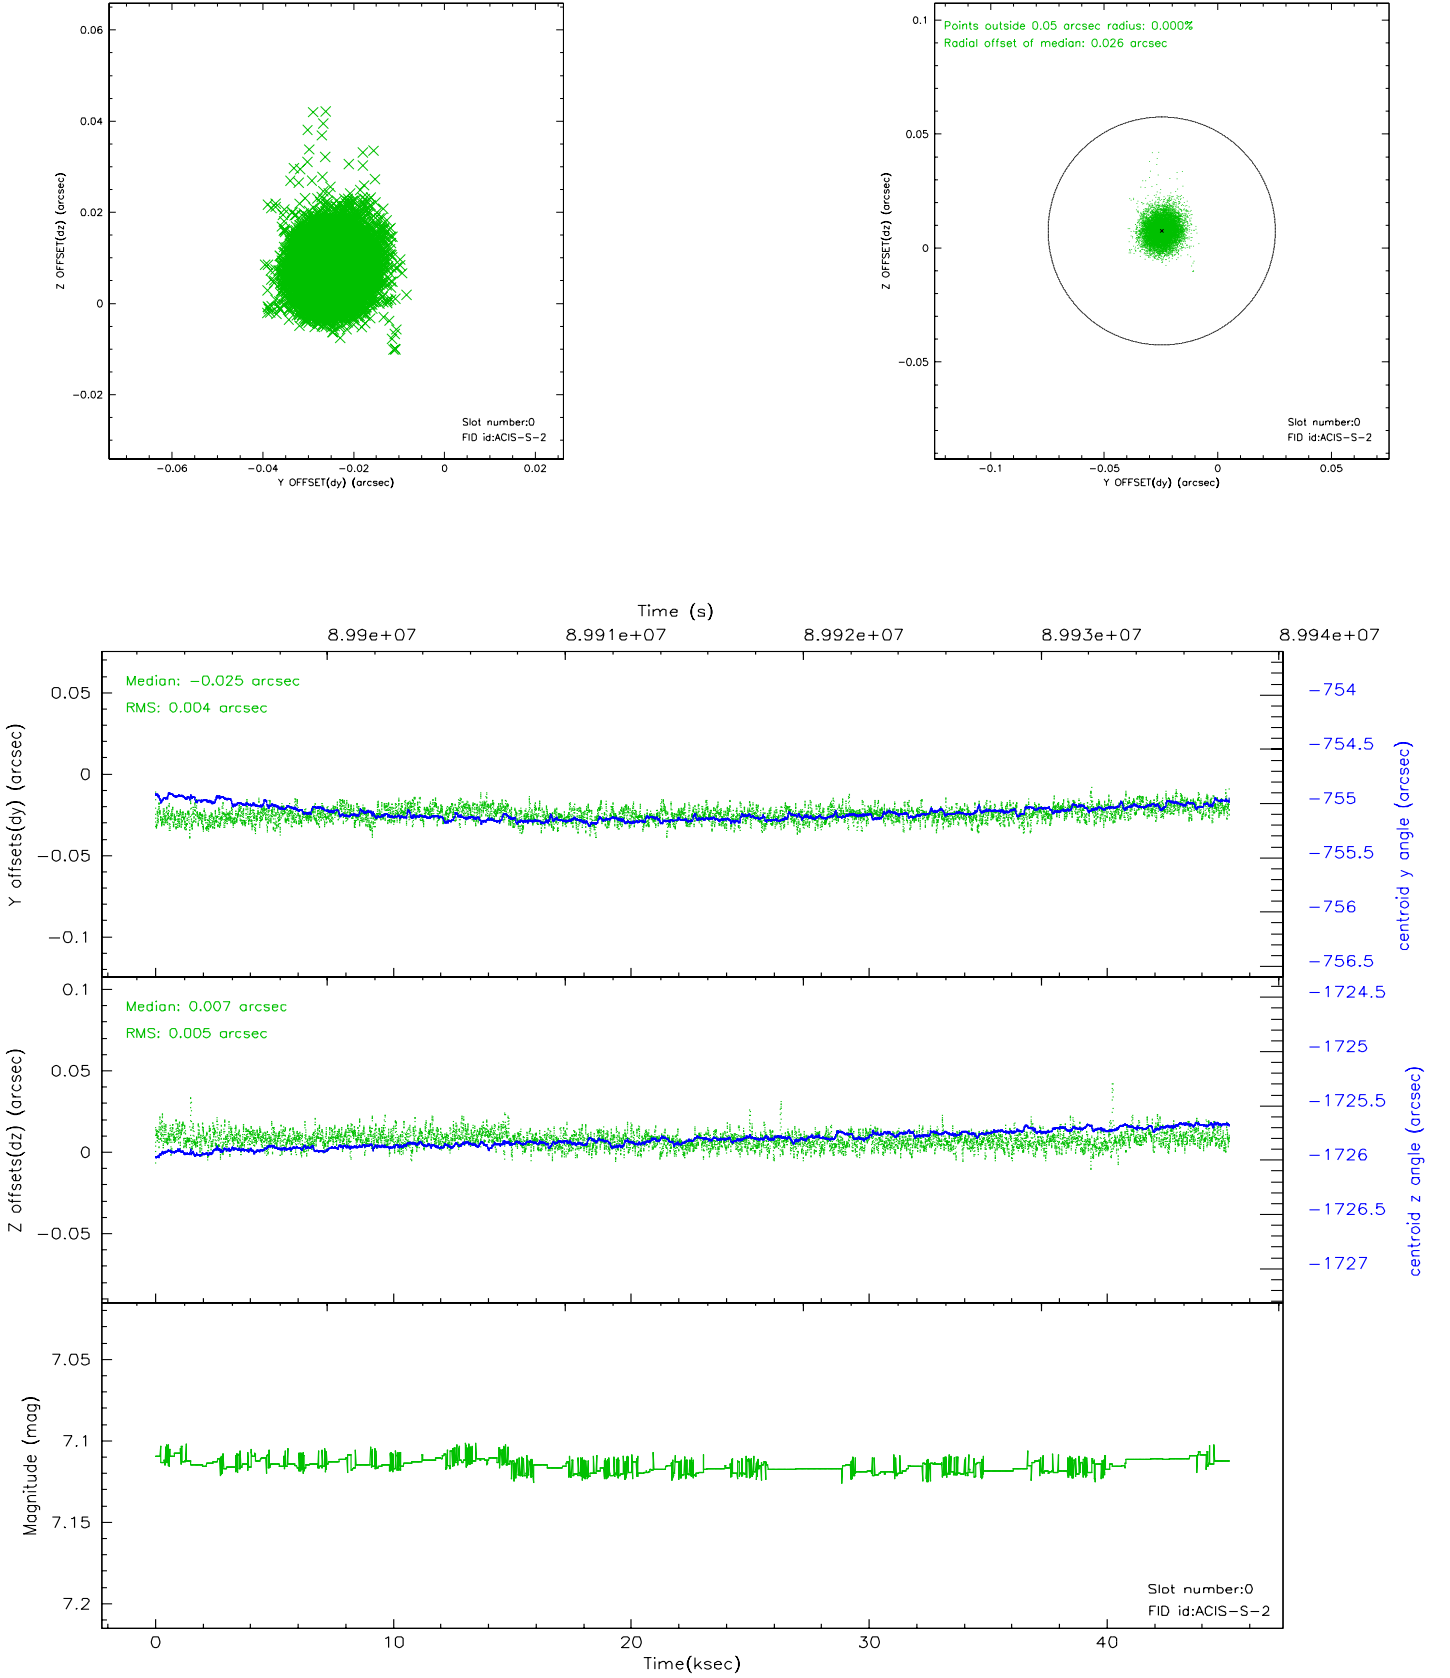 0.06
0.04
0.02
0
−0.02
Z OFFSET(dz) (arcsec)
Slot number:0
FID id:ACIS−S−2
−0.06 −0.04 −0.02 0 0.02
Y OFFSET(dy) (arcsec)
Points outside 0.05 arcsec radius: 0.000%
Radial offset of median: 0.026 arcsec
0.1
0.05
0
−0.05
Z OFFSET(dz) (arcsec)
Slot number:0
FID id:ACIS−S−2
−0.1 −0.05 0 0.05
Y OFFSET(dy) (arcsec)
Time (s)
8.99e+07 8.991e+07 8.992e+07 8.993e+07 8.994e+07
Median: −0.025 arcsec
RMS: 0.004 arcsec
0.05
0
−0.05
−0.1
Y offsets(dy) (arcsec)
−754
−754.5
−755
−755.5
−756
−756.5
centroid y angle (arcsec)
Median: 0.007 arcsec
RMS: 0.005 arcsec
0.1
0.05
0
−0.05
Z offsets(dz) (arcsec)
−1724.5
−1725
−1725.5
−1726
−1726.5
−1727
centroid z angle (arcsec)
7.05
7.1
7.15
7.2
Magnitude (mag)
Slot number:0
FID id:ACIS−S−2
0 10 20 30 40
Time(ksec)